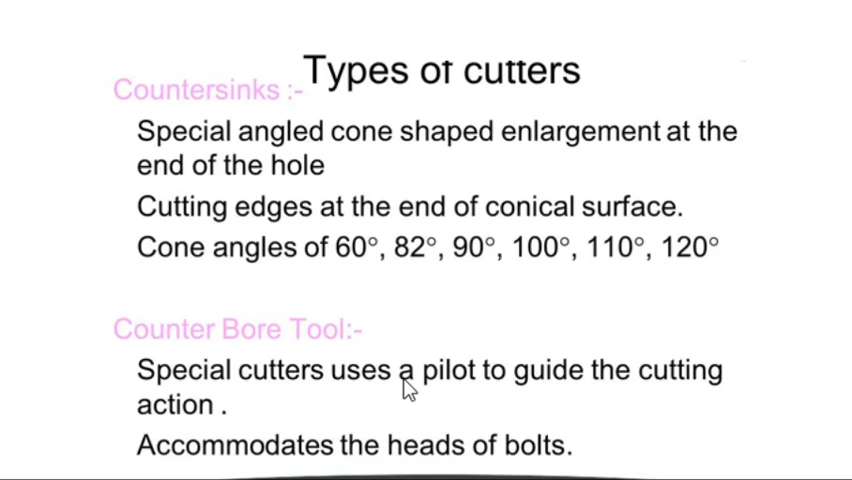 Types of cutters
Countersinks :-
Special angled cone shaped enlargement at the
end of the hole
Cutting edges at the end of conical surface.
Cone angles of 60°, 82°, 90°, 100°, 110°, 120°
Counter Bore Tool:-
Special cutters uses a pilot to guide the cutting
action .
Accommodates the heads of bolts.